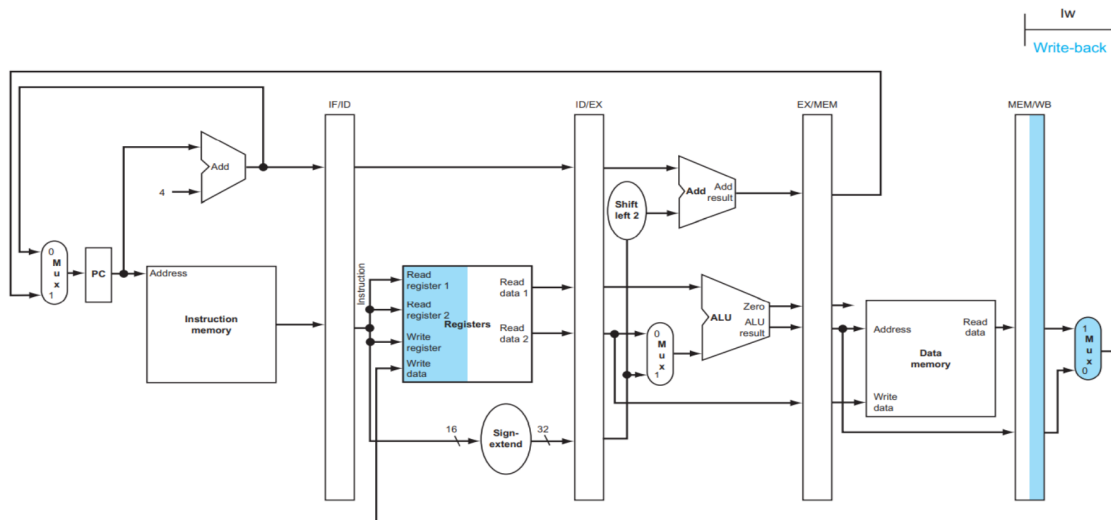 lw
Write-back
IF/ID
ID/EX
EX/MEM
MEM/WB
Add
4
Shift
left 2
Add
Add
result
0
M
u
x
1
PC
Address
Instruction
memory
Instruction
Read
register 1
Read
register 2
Write
register
Write
data
Registers
Read
data 1
Read
data 2
0
M
u
x
1
ALU
Zero
ALU
result
Address
Write
data
Data
memory
Read
data
1
M
u
x
0
16
Sign-
extend
32